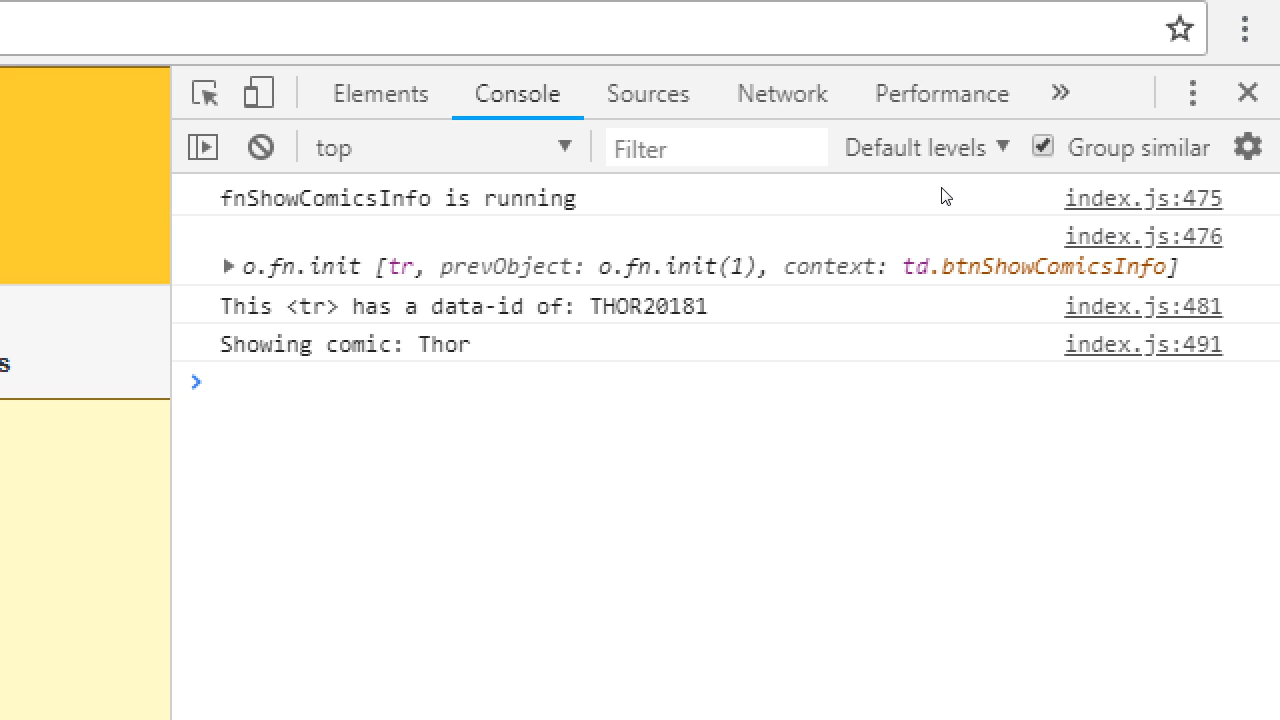 Elements Console Sources Network Performance
top Filter Default levels Group similar
fnShowComicsInfo is running index.js:475
index.js:476
o.fn.init [tr, prevObject: o.fn.init(1), context: td.btnShowComicsInfo]
This <tr> has a data-id of: THOR20181 index.js:481
Showing comic: Thor index.js:491
s